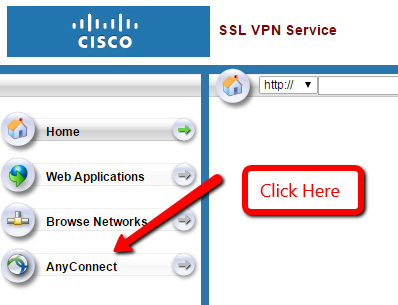 CISCO
SSL VPN Service
http://
Home
Web Applications
Browse Networks
AnyConnect
Click Here